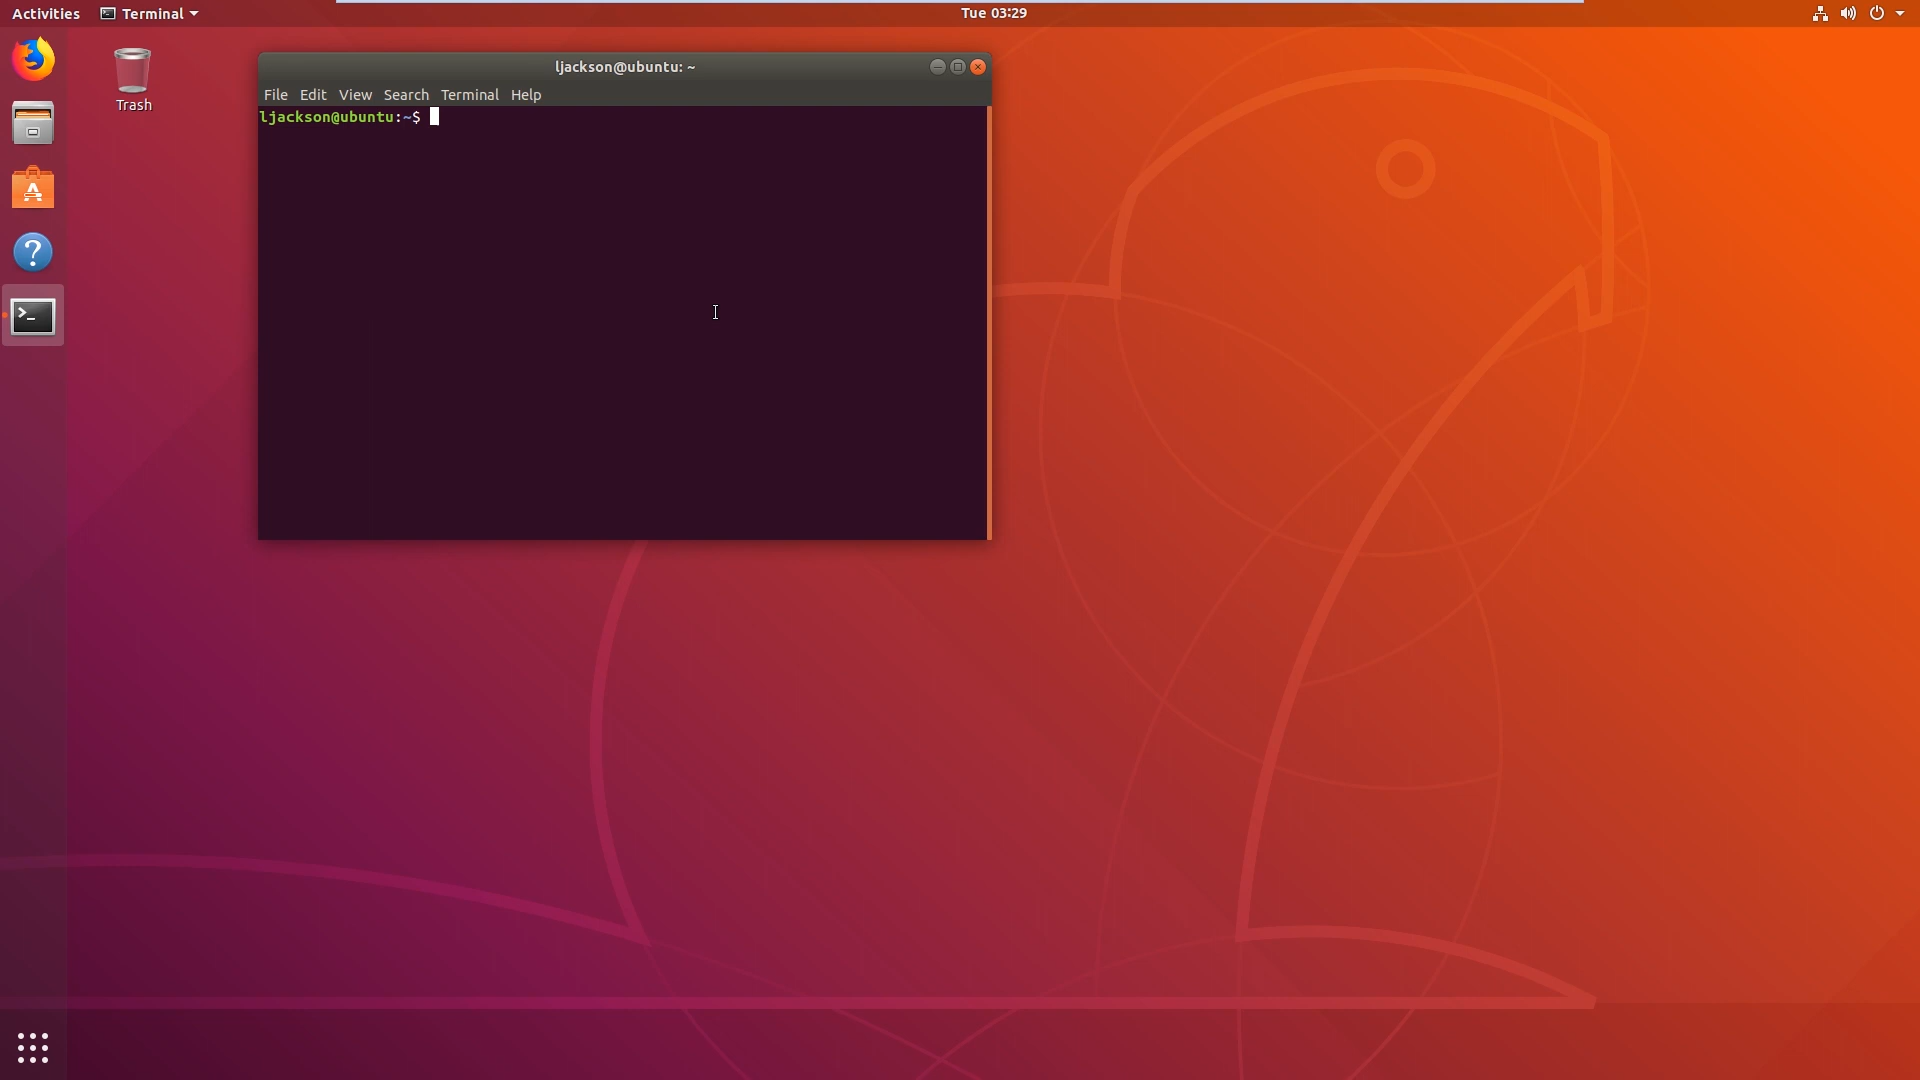 Activities Terminal Tue 03:29
Trash
ljackson@ubuntu: ~
File Edit View Search Terminal Help
ljackson@ubuntu:~$